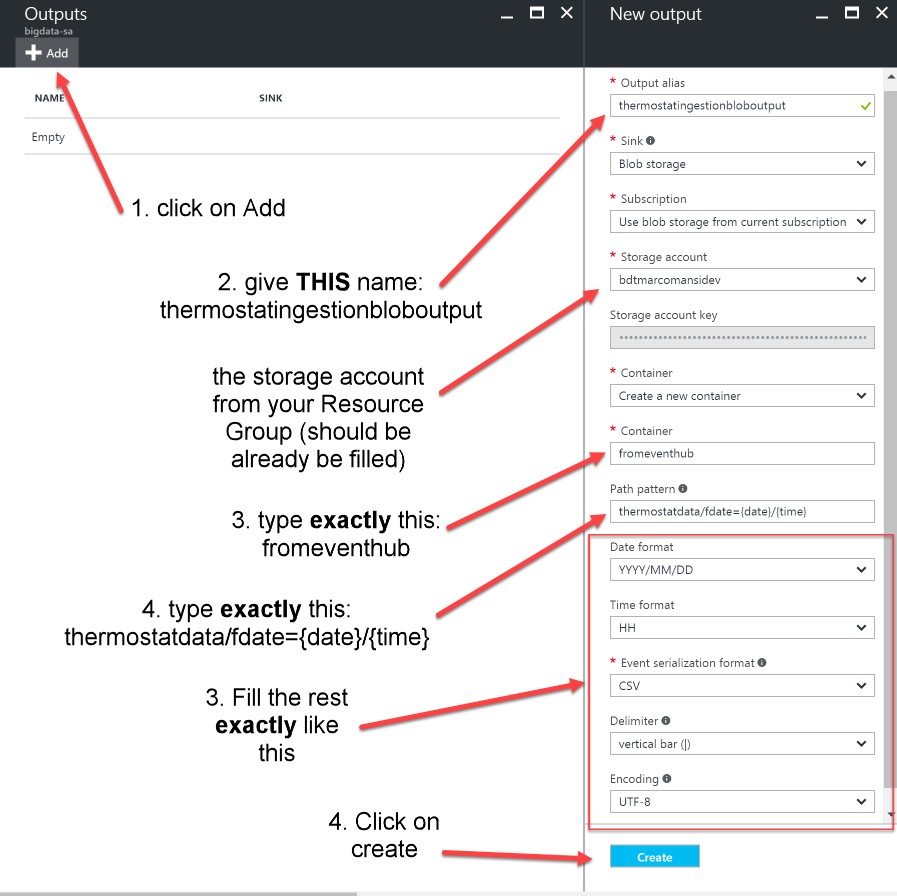 Outputs
bigdata-sa
Add
NAME
SINK
Empty
1. click on Add
2. give THIS name:
thermostatingestionbloboutput
the storage account
from your Resource
Group (should be
already be filled)
3. type exactly this:
fromeventhub
4. type exactly this:
thermostatdata/fdate={date}/{time}
3. Fill the rest
exactly like
this
4. Click on
create
New output
* Output alias
thermostatingestionbloboutput
* Sink
Blob storage
* Subscription
Use blob storage from current subscription
* Storage account
bdtmarcomansidev
Storage account key
* Container
Create a new container
* Container
fromeventhub
Path pattern
thermostatdata/fdate={date}/{time}
Date format
YYYY/MM/DD
Time format
HH
* Event serialization format
CSV
Delimiter
vertical bar (|)
Encoding
UTF-8
Create